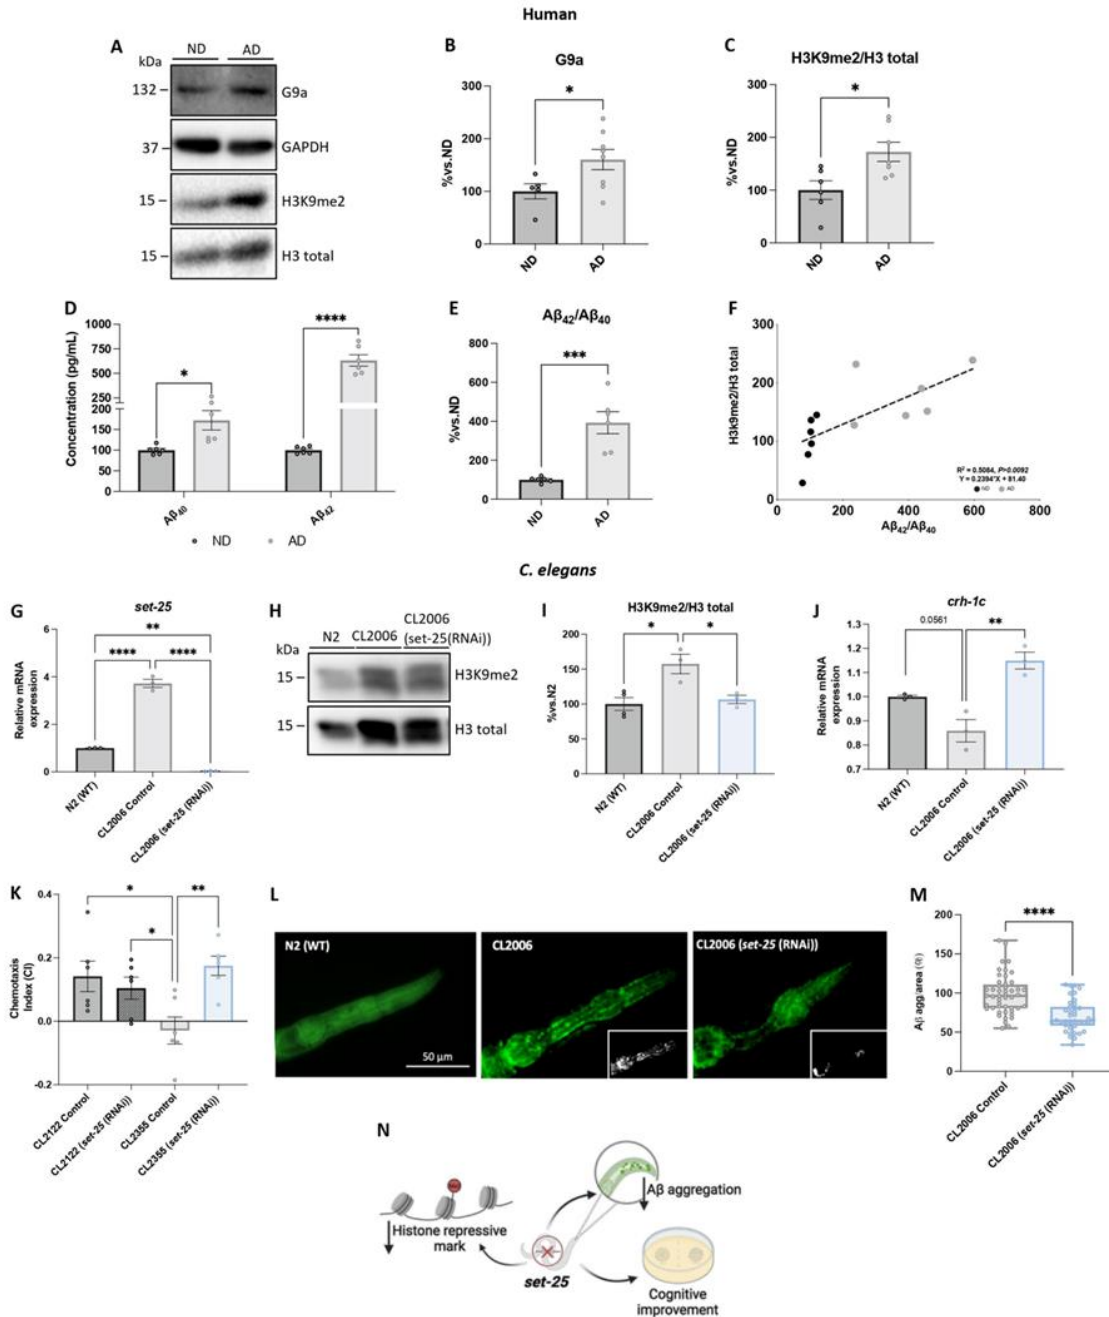 Human
A
ND AD
kDa
132
G9a
37
GAPDH
15
H3K9me2
15
H3 total
B
G9a
*
%vs.ND
300
200
100
0
ND
AD
C
H3K9me2/H3 total
*
%vs.ND
300
200
100
0
ND
AD
D
Concentration (pg/mL)
1000
750
500
250
200
150
100
50
0
*
****
Aβ40
Aβ42
ND AD
E
Aβ42/Aβ40
***
%vs.ND
800
600
400
200
0
ND
AD
F
H3k9me2/H3 total
300
200
100
0
R² = 0.5084, P=0.0092
Y = 0.2394*X + 81.40
ND AD
0 200 400 600 800
Aβ42/Aβ40
C. elegans
G
set-25
**
**** ****
Relative mRNA
expression
6
4
2
0
N2 (WT)
CL2006 Control
CL2006 (set-25 (RNAi))
H
CL2006
N2 CL2006 (set-25(RNAi))
kDa
15
H3K9me2
15
H3 total
I
H3K9me2/H3 total
* *
%vs.N2
200
150
100
50
0
N2 (WT)
CL2006 Control
CL2006 (set-25 (RNAi))
J
crh-1c
0.0561
**
Relative mRNA
expression
1.3
1.2
1.1
1.0
0.9
0.8
0.7
N2 (WT)
CL2006 Control
CL2006 (set-25 (RNAi))
K
* **
*
Chemotaxis
Index (CI)
0.4
0.2
0.0
-0.2
CL2122 Control
CL2122 (set-25 (RNAi))
CL2355 Control
CL2355 (set-25 (RNAi))
L
N2 (WT)
50 µm
CL2006
CL2006 (set-25 (RNAi))
M
****
Aβ agg/area (%)
200
150
100
50
0
CL2006 Control
CL2006 (set-25 (RNAi))
N
Histone repressive
mark
set-25
Aβ aggregation
Cognitive
improvement